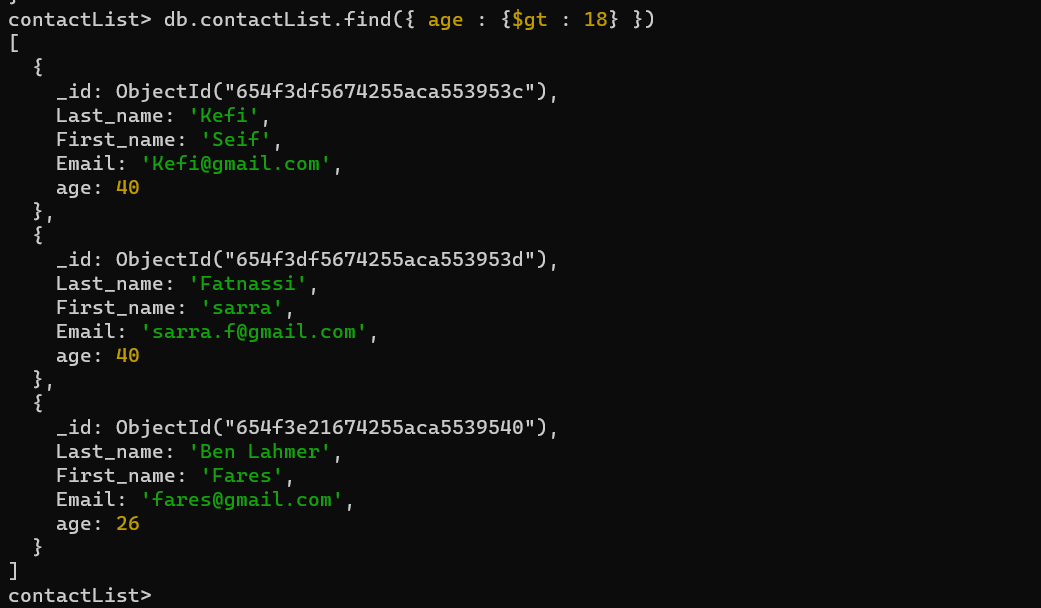 contactList> db.contactList.find({ age : {$gt : 18} })
[
  {
    _id: ObjectId("654f3df5674255aca553953c"),
    Last_name: 'Kefi',
    First_name: 'Seif',
    Email: 'Kefi@gmail.com',
    age: 40
  },
  {
    _id: ObjectId("654f3df5674255aca553953d"),
    Last_name: 'Fatnassi',
    First_name: 'sarra',
    Email: 'sarra.f@gmail.com',
    age: 40
  },
  {
    _id: ObjectId("654f3e21674255aca5539540"),
    Last_name: 'Ben Lahmer',
    First_name: 'Fares',
    Email: 'fares@gmail.com',
    age: 26
  }
]
contactList>